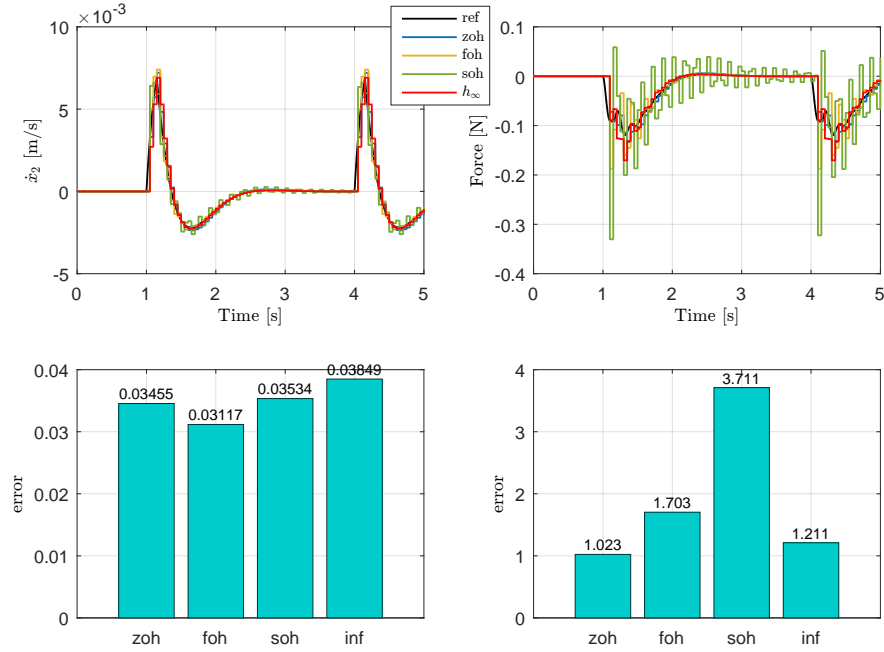 ×10⁻³
10
5
0
-5
0 1 2 3 4 5
Time [s]
ẋ₂ [m/s]
ref
zoh
foh
soh
h∞
0.1
0
-0.1
-0.2
-0.3
-0.4
0 1 2 3 4 5
Time [s]
Force [N]
0.04
0.03
0.02
0.01
0
error
0.03455
0.03117
0.03534
0.03849
zoh foh soh inf
4
3
2
1
0
error
1.023
1.703
3.711
1.211
zoh foh soh inf